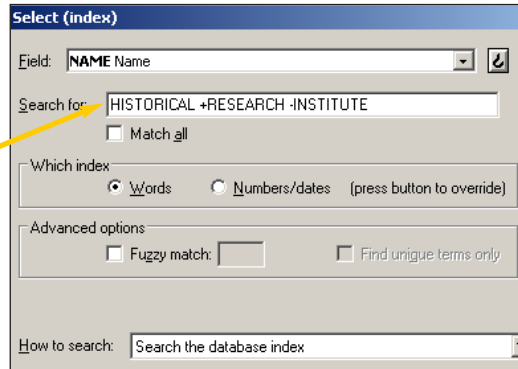 Select (index)
Field: NAME Name
Search for: HISTORICAL +RESEARCH -INSTITUTE
Match all
Which index
Words Numbers/dates (press button to override)
Advanced options
Fuzzy match: Find unique terms only
How to search: Search the database index